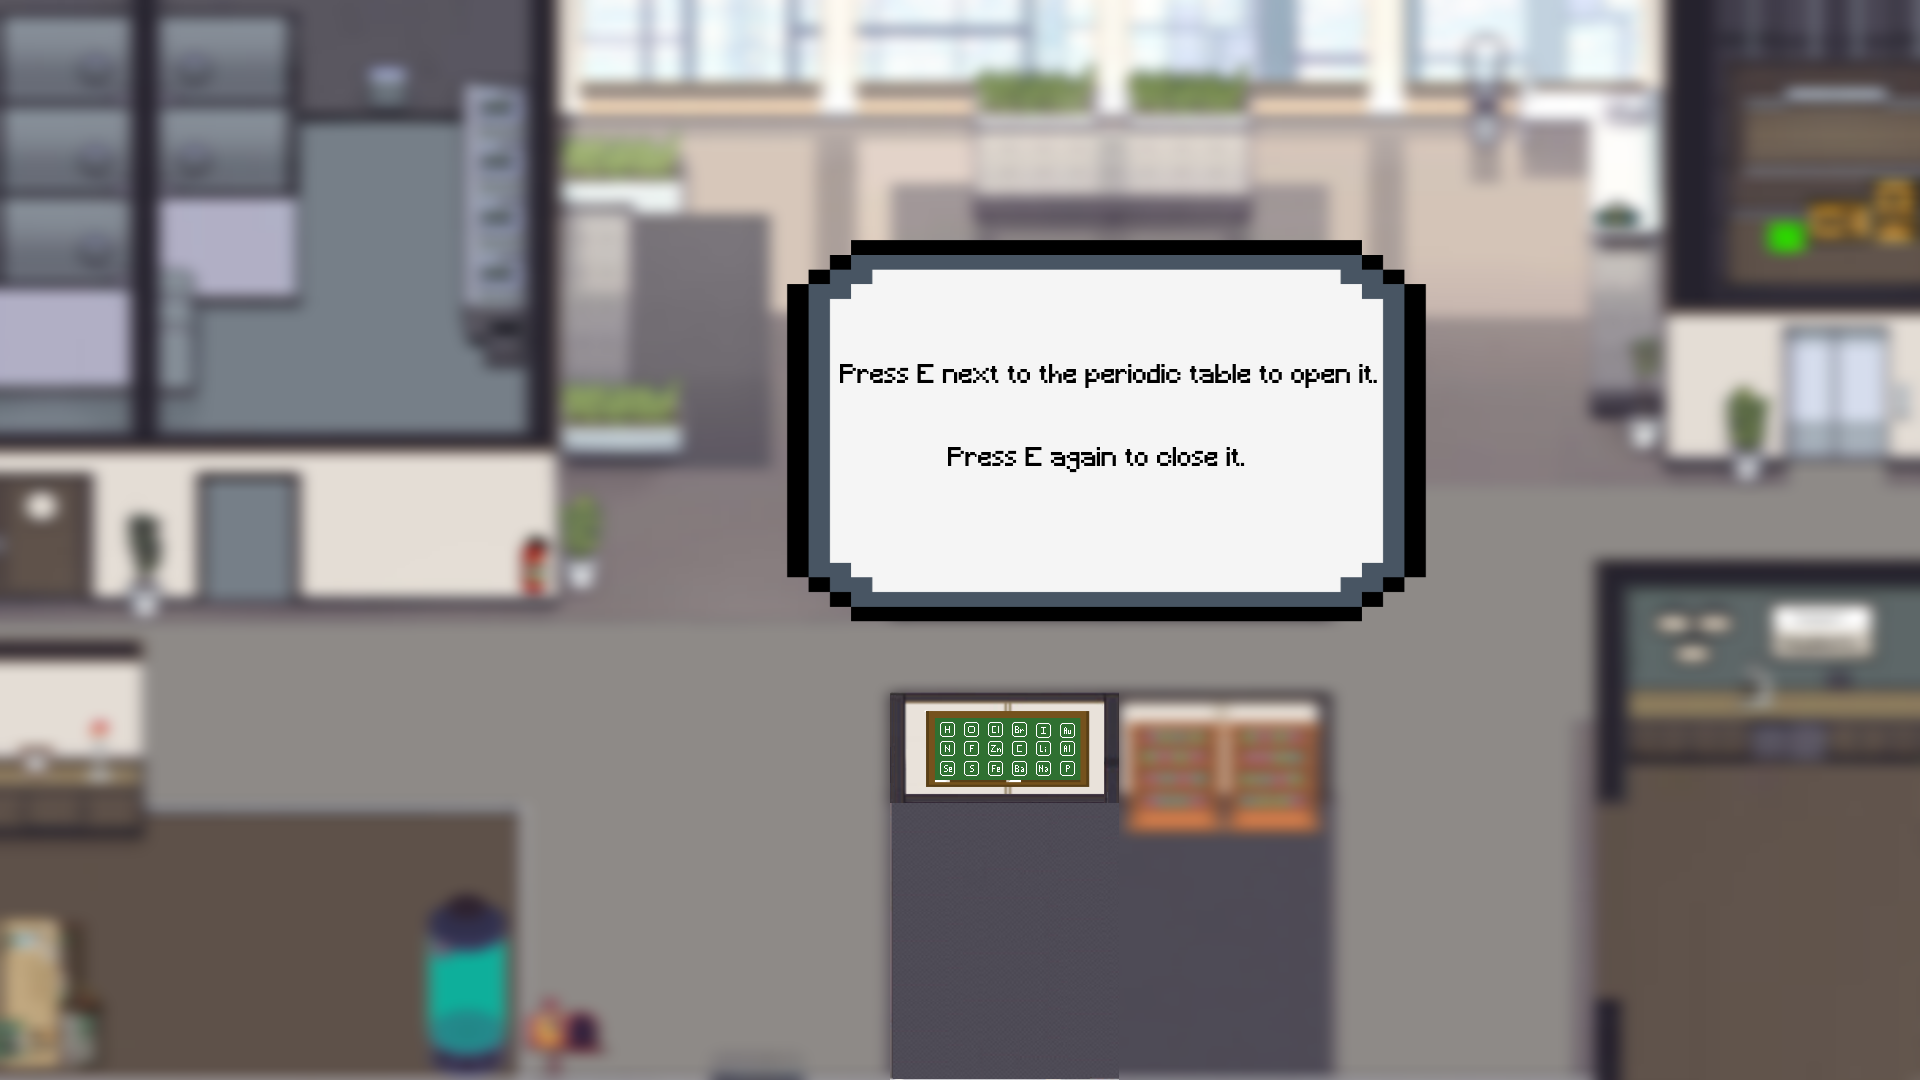 Press E next to the periodic table to open it.
Press E again to close it.
H O Cl Br I Au
N F Zn C Li Al
Se S Fe Ba Na P